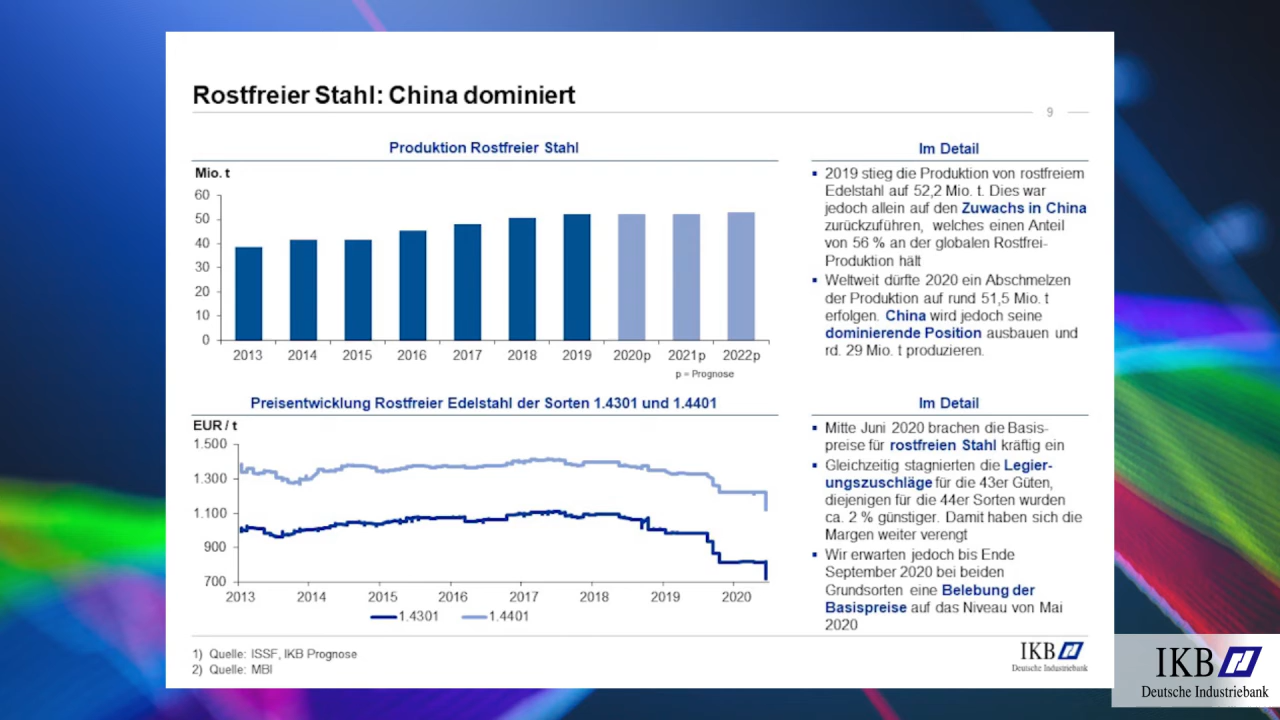 Rostfreier Stahl: China dominiert
9
Produktion Rostfreier Stahl
Mio. t
60
50
40
30
20
10
0
2013 2014 2015 2016 2017 2018 2019 2020p 2021p 2022p
p = Prognose
Im Detail
▪ 2019 stieg die Produktion von rostfreiem
Edelstahl auf 52,2 Mio. t. Dies war
jedoch allein auf den Zuwachs in China
zurückzuführen, welches einen Anteil
von 56 % an der globalen Rostfrei-
Produktion hält
▪ Weltweit dürfte 2020 ein Abschmelzen
der Produktion auf rund 51,5 Mio. t
erfolgen. China wird jedoch seine
dominierende Position ausbauen und
rd. 29 Mio. t produzieren.
Preisentwicklung Rostfreier Edelstahl der Sorten 1.4301 und 1.4401
EUR / t
1.500
1.300
1.100
900
700
2013 2014 2015 2016 2017 2018 2019 2020
1.4301 1.4401
Im Detail
▪ Mitte Juni 2020 brachen die Basis-
preise für rostfreien Stahl kräftig ein
▪ Gleichzeitig stagnierten die Legier-
ungszuschläge für die 43er Güten,
diejenigen für die 44er Sorten wurden
ca. 2 % günstiger. Damit haben sich die
Margen weiter verengt
▪ Wir erwarten jedoch bis Ende
September 2020 bei beiden
Grundsorten eine Belebung der
Basispreise auf das Niveau von Mai
2020
1) Quelle: ISSF, IKB Prognose
2) Quelle: MBI
IKB
Deutsche Industriebank
IKB
Deutsche Industriebank